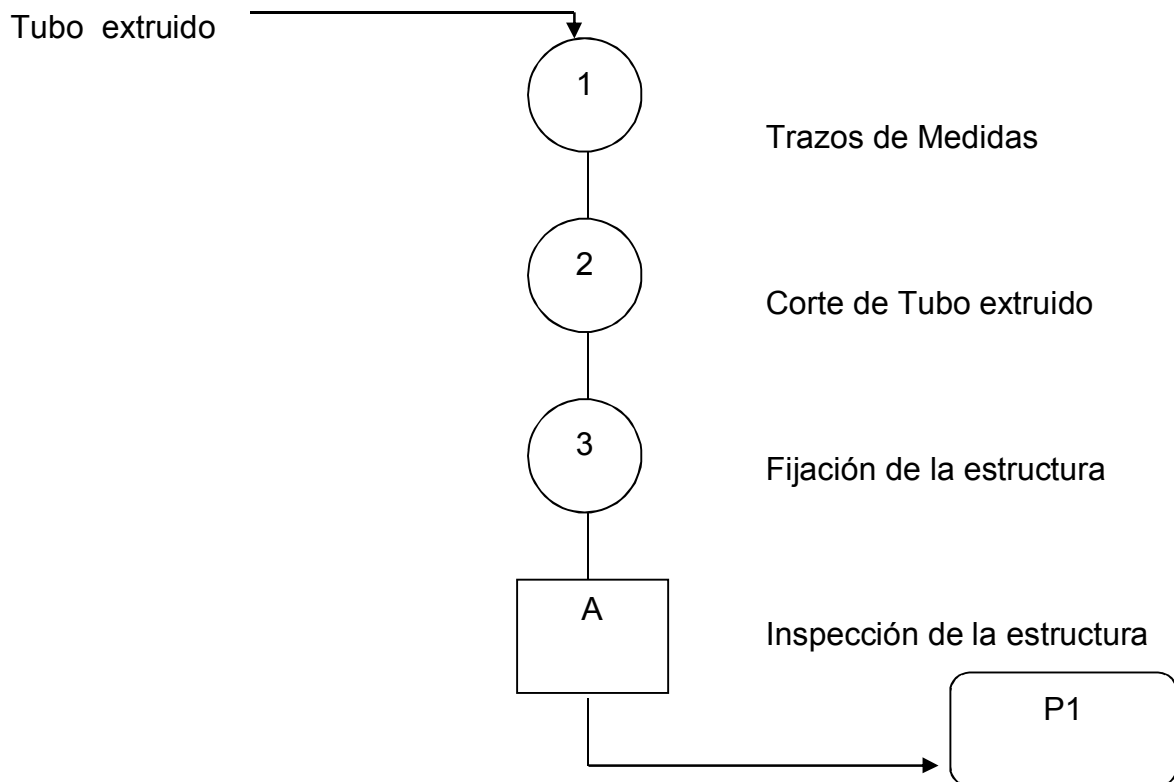 Tubo extruido
1
Trazos de Medidas
2
Corte de Tubo extruido
3
Fijación de la estructura
A
Inspección de la estructura
P1